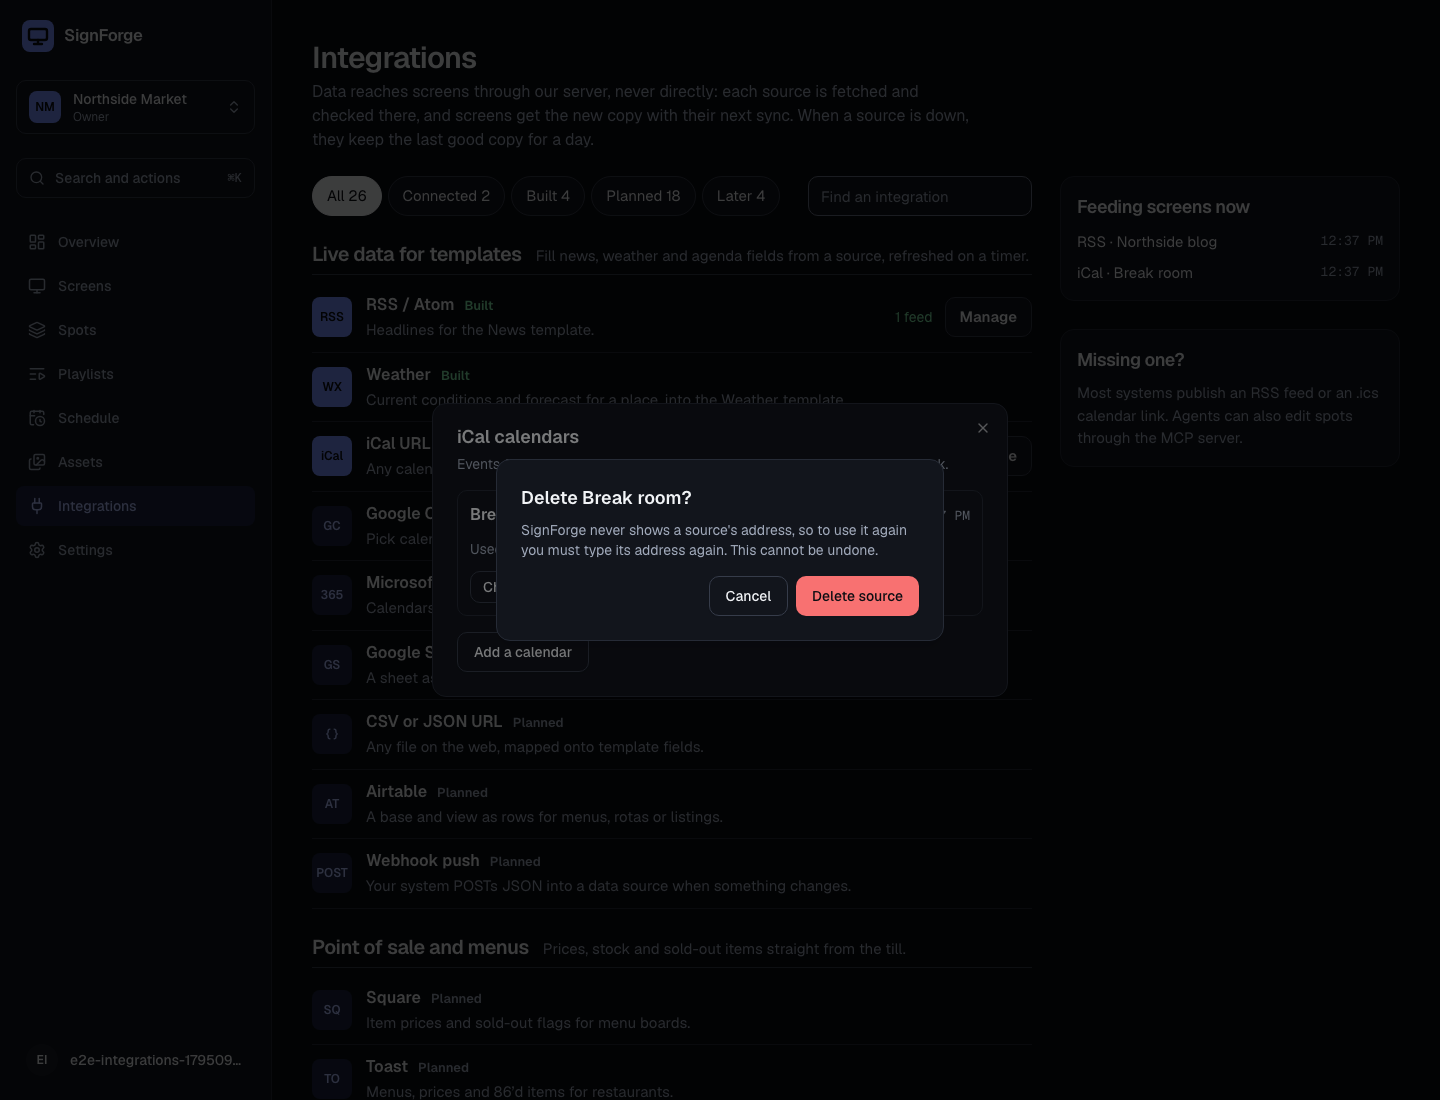 SignForge
NM
Northside Market
Owner
Search and actions
⌘K
Overview
Screens
Spots
Playlists
Schedule
Assets
Integrations
Settings
EI
e2e-integrations-179509…
Integrations
Data reaches screens through our server, never directly: each source is fetched and
checked there, and screens get the new copy with their next sync. When a source is down,
they keep the last good copy for a day.
All 26
Connected 2
Built 4
Planned 18
Later 4
Find an integration
Live data for templates Fill news, weather and agenda fields from a source, refreshed on a timer.
RSS
RSS / Atom Built
Headlines for the News template.
1 feed
Manage
WX
Weather Built
Current conditions and forecast for a place, into the Weather template.
iCal
iCal URL
Any calen
GC
Google C
Pick caler
365
Microsof
Calendars
GS
Google S
A sheet as
{}
CSV or JSON URL Planned
Any file on the web, mapped onto template fields.
AT
Airtable Planned
A base and view as rows for menus, rotas or listings.
POST
Webhook push Planned
Your system POSTs JSON into a data source when something changes.
Point of sale and menus Prices, stock and sold-out items straight from the till.
SQ
Square Planned
Item prices and sold-out flags for menu boards.
TO
Toast Planned
Menus, prices and 86'd items for restaurants.
Feeding screens now
RSS · Northside blog 12:37 PM
iCal · Break room 12:37 PM
Missing one?
Most systems publish an RSS feed or an .ics
calendar link. Agents can also edit spots
through the MCP server.
iCal calendars
Events
Bre
PM
Add a calendar
Delete Break room?
SignForge never shows a source's address, so to use it again
you must type its address again. This cannot be undone.
Cancel
Delete source